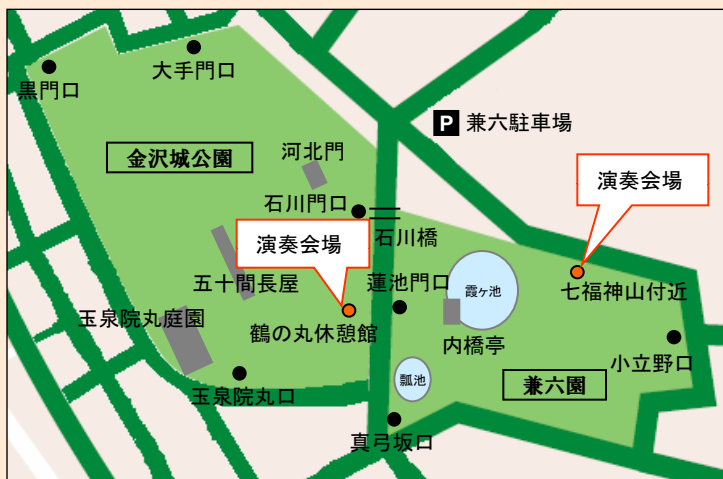 大手門口
黒門口
P 兼六駐車場
金沢城公園
河北門
演奏会場
石川門口
演奏会場
石川橋
五十間長屋
蓮池門口
霞ヶ池
七福神山付近
玉泉院丸庭園
鶴の丸休憩館
内橋亭
小立野口
瓢池
兼六園
玉泉院丸口
真弓坂口